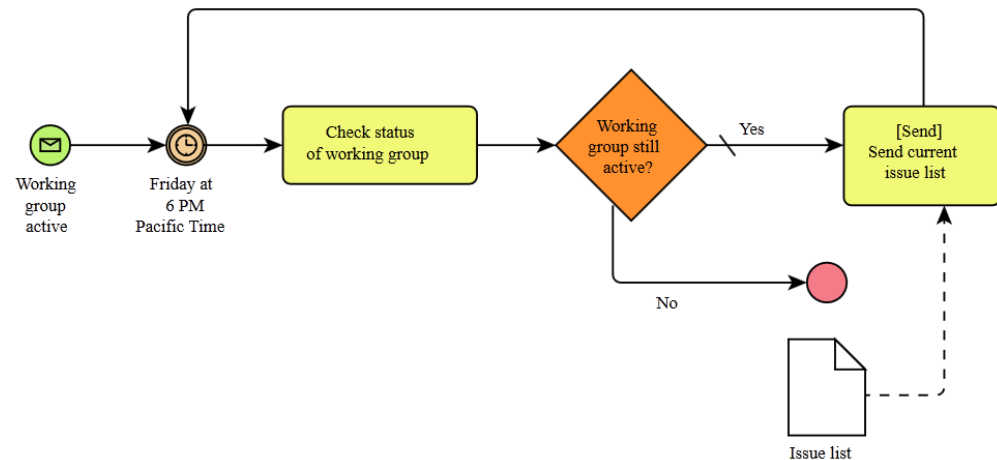 Working
group
active
Friday at
6 PM
Pacific Time
Check status
of working group
Working
group still
active?
Yes
No
[Send]
Send current
issue list
Issue list